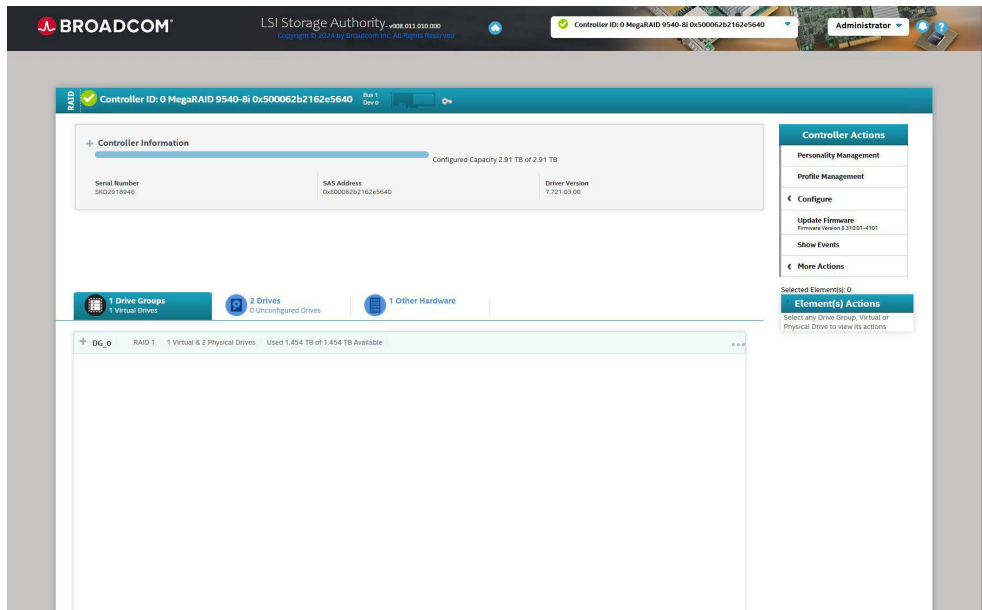 BROADCOM
LSI Storage Authority v008.011.010.000
Copyright © 2024 by Broadcom Inc. All Rights Reserved
Controller ID: 0 MegaRAID 9540-8i 0x500062b2162e5640
Administrator
?
RAID
Controller ID: 0 MegaRAID 9540-8i 0x500062b2162e5640
Bus 1
Dev 0
Controller Information
Configured Capacity 2.91 TB of 2.91 TB
Serial Number
SKD2918946
SAS Address
0x500062b2162e5640
Driver Version
7.721.03.00
Controller Actions
Personality Management
Profile Management
Configure
Update Firmware
Firmware Version 8.310.01-4101
Show Events
More Actions
Selected Element(s): 0
Element(s) Actions
Select any Drive Group, Virtual or
Physical Drive to view its actions
1 Drive Groups
1 Virtual Drives
2 Drives
0 Unconfigured Drives
1 Other Hardware
DG_0 RAID 1 1 Virtual & 2 Physical Drives Used 1.454 TB of 1.454 TB Available